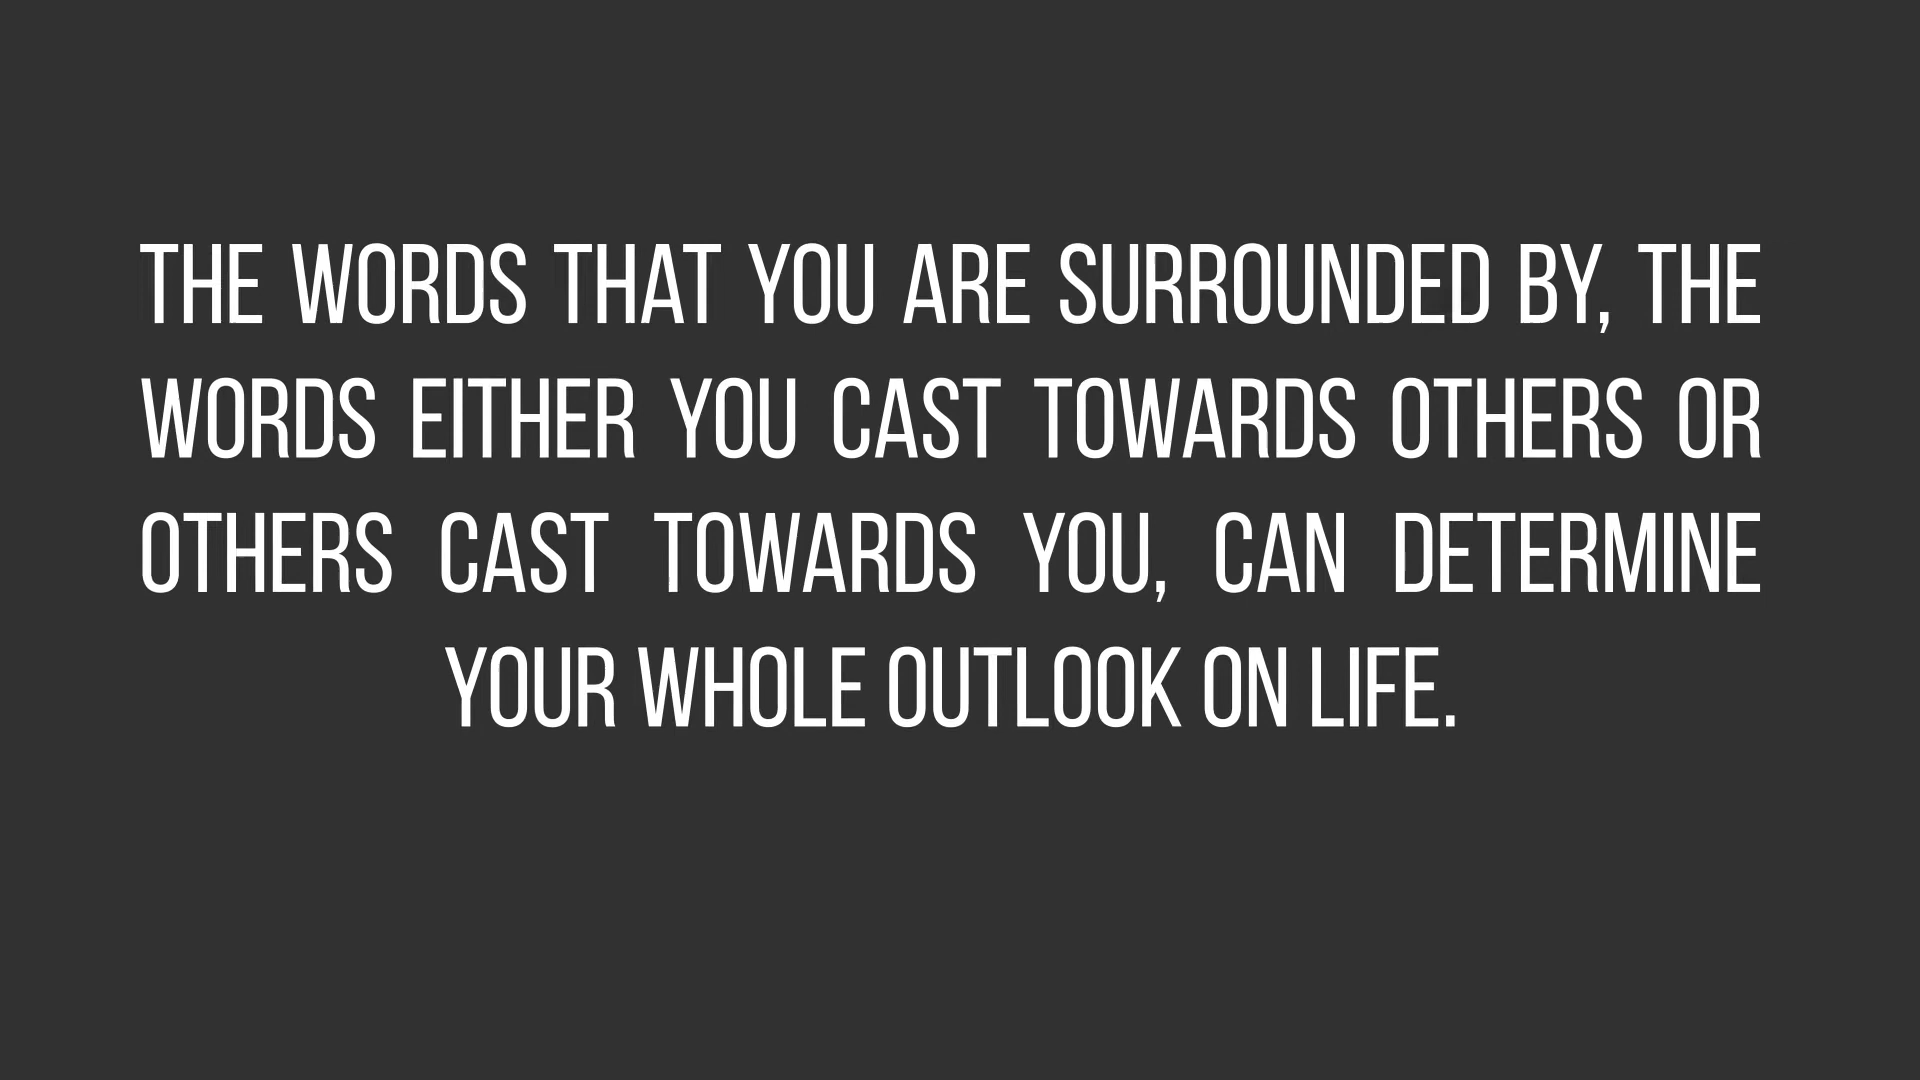 THE WORDS THAT YOU ARE SURROUNDED BY, THE
WORDS EITHER YOU CAST TOWARDS OTHERS OR
OTHERS CAST TOWARDS YOU, CAN DETERMINE
YOUR WHOLE OUTLOOK ON LIFE.